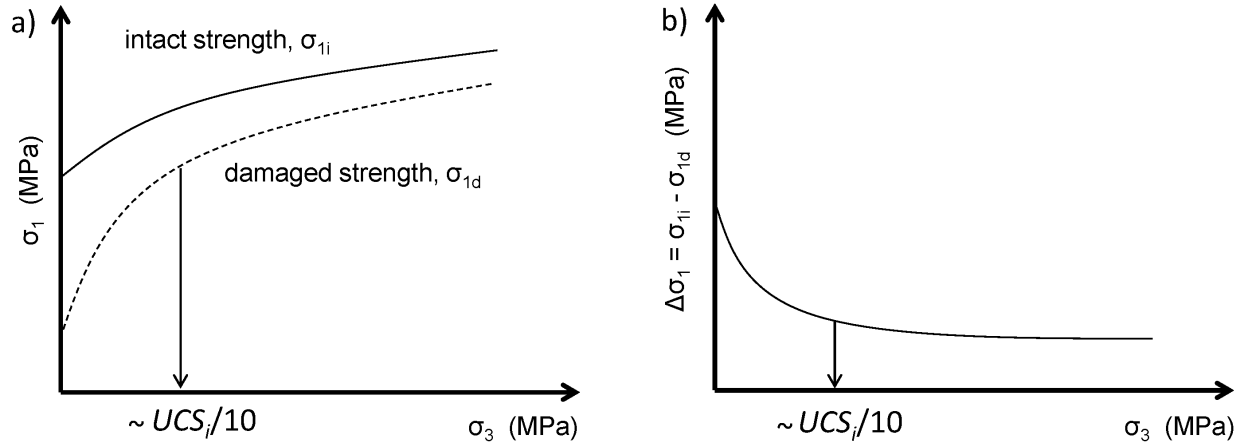 a)
intact strength, σ1i
σ1 (MPa)
damaged strength, σ1d
~ UCSi/10
σ3 (MPa)
b)
Δσ1 = σ1i - σ1d (MPa)
~ UCSi/10
σ3 (MPa)